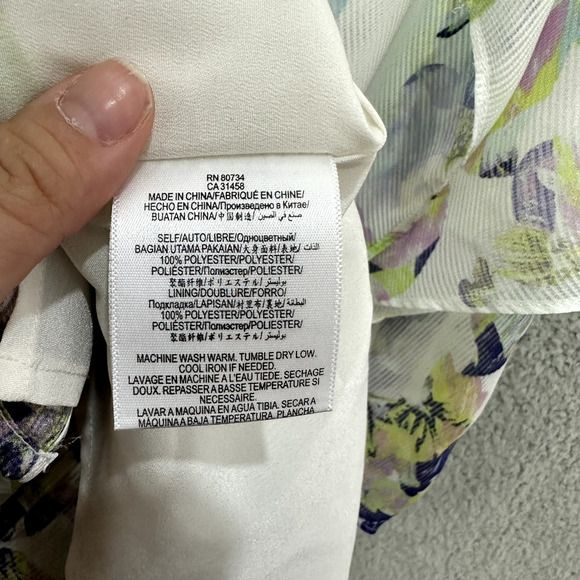 RN 80734
CA 31458
MADE IN CHINA/FABRIQUÉ EN CHINE/
HECHO EN CHINA/Произведено в Китае/
BUATAN CHINA/中国制造/ صنع في الصين
SELF/AUTO/LIBRE/Одноцветный/
BAGIAN UTAMA PAKAIAN/大身面料/表地/ الذات
100% POLYESTER/POLYESTER/
POLIÉSTER/Полиэстер/POLIESTER/
聚酯纤维/ポリエステル/ بوليستر
LINING/DOUBLURE/FORRO/
Подкладка/LAPISAN/衬里布/裏地/ البطانة
100% POLYESTER/POLYESTER/
POLIÉSTER/Полиэстер/POLIESTER/
聚酯纤维/ポリエステル/ بوليستر
MACHINE WASH WARM. TUMBLE DRY LOW.
COOL IRON IF NEEDED.
LAVAGE EN MACHINE A L'EAU TIEDE. SECHAGE
DOUX. REPASSER A BASSE TEMPERATURE SI
NECESSAIRE.
LAVAR A MAQUINA EN AGUA TIBIA. SECAR A
MÁQUINA A BAJA TEMPERATURA. PLANCHA